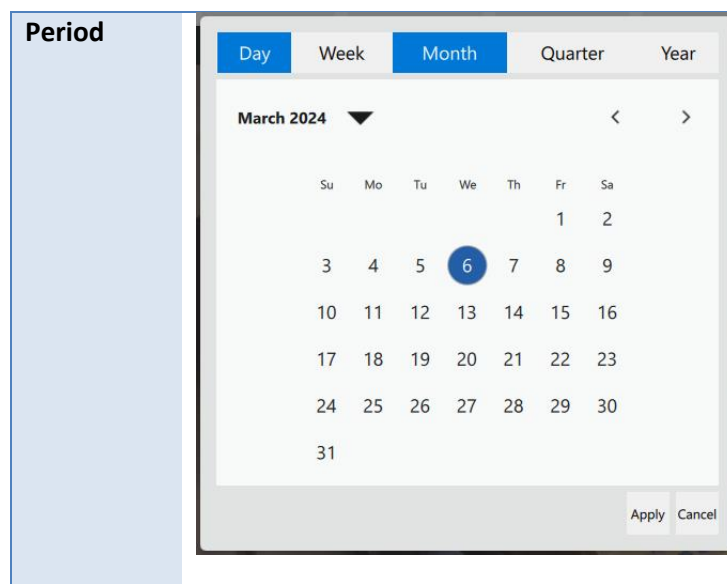 Period
Day Week Month Quarter Year
March 2024
Su Mo Tu We Th Fr Sa
1 2
3 4 5 6 7 8 9
10 11 12 13 14 15 16
17 18 19 20 21 22 23
24 25 26 27 28 29 30
31
Apply Cancel